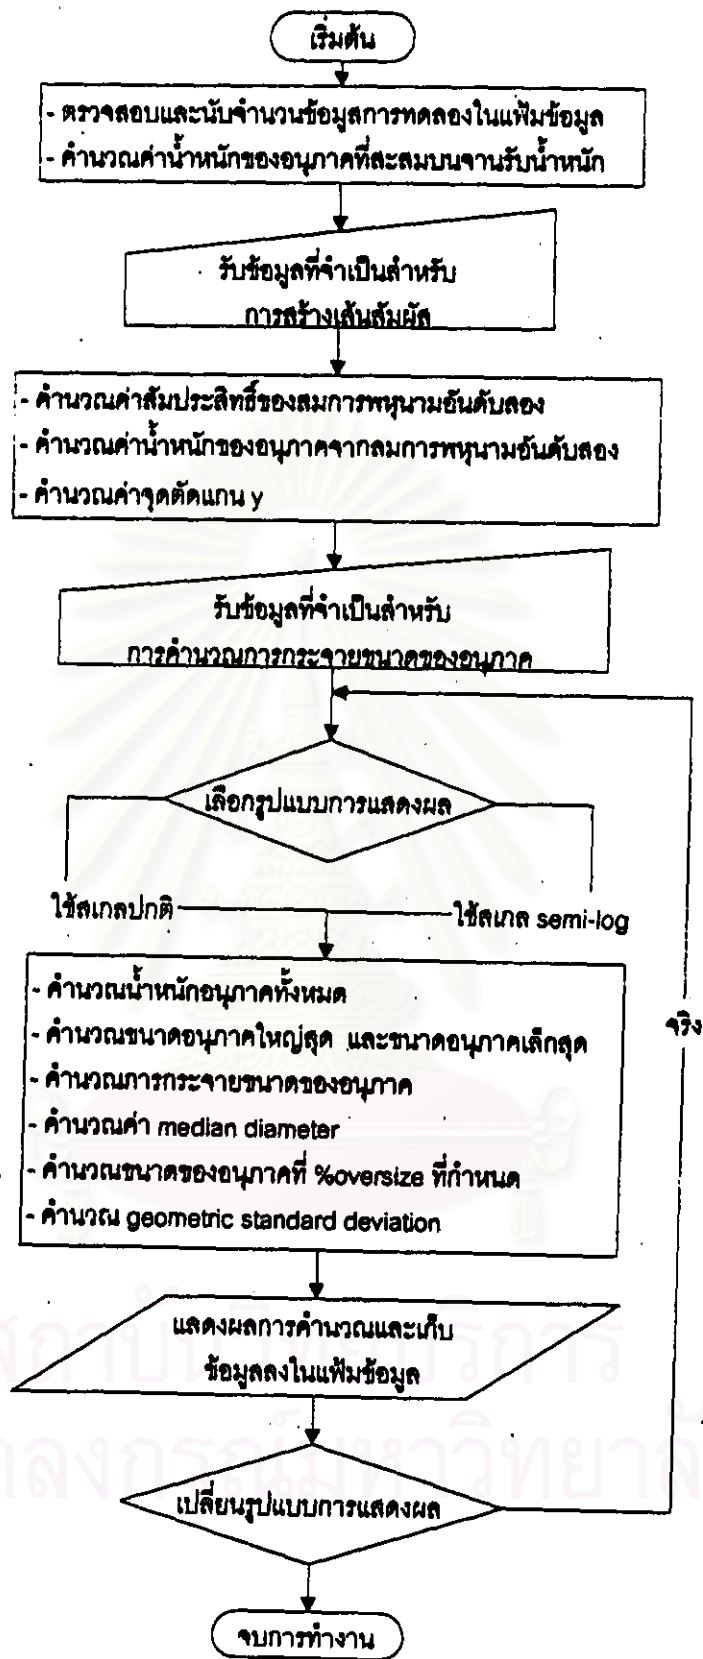 เริ่มต้น
- ตรวจสอบและนับจำนวนข้อมูลการทดลองในแฟ้มข้อมูล
- คำนวณค่าน้ำหนักของอนุภาคที่สะสมบนจานรับน้ำหนัก
รับข้อมูลที่จำเป็นสำหรับ
การสร้างเส้นสัมผัส
- คำนวณค่าสัมประสิทธิ์ของสมการพหุนามอันดับสอง
- คำนวณค่าน้ำหนักของอนุภาคจากสมการพหุนามอันดับสอง
- คำนวณค่าจุดตัดแกน y
รับข้อมูลที่จำเป็นสำหรับ
การคำนวณการกระจายขนาดของอนุภาค
เลือกรูปแบบการแสดงผล
ใช้สเกลปกติ
ใช้สเกล semi-log
- คำนวณน้ำหนักอนุภาคทั้งหมด
- คำนวณขนาดอนุภาคใหญ่สุด และขนาดอนุภาคเล็กสุด
- คำนวณการกระจายขนาดของอนุภาค
- คำนวณค่า median diameter
- คำนวณขนาดของอนุภาคที่ %oversize ที่กำหนด
- คำนวณ geometric standard deviation
จริง
แสดงผลการคำนวณและเก็บ
ข้อมูลลงในแฟ้มข้อมูล
เปลี่ยนรูปแบบการแสดงผล
จบการทำงาน